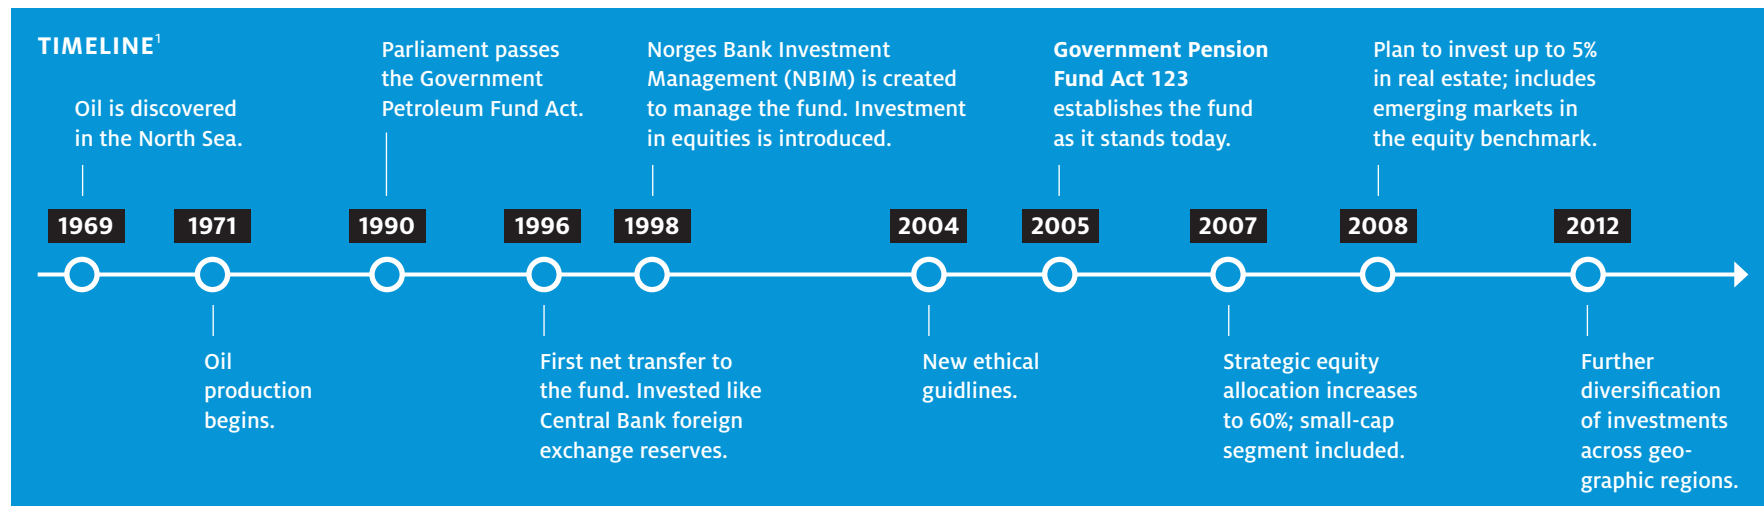 TIMELINE¹
Oil is discovered
in the North Sea.
Parliament passes
the Government
Petroleum Fund Act.
Norges Bank Investment
Management (NBIM) is created
to manage the fund. Investment
in equities is introduced.
Government Pension
Fund Act 123
establishes the fund
as it stands today.
Plan to invest up to 5%
in real estate; includes
emerging markets in
the equity benchmark.
1969
1971
1990
1996
1998
2004
2005
2007
2008
2012
Oil
production
begins.
First net transfer to
the fund. Invested like
Central Bank foreign
exchange reserves.
New ethical
guidlines.
Strategic equity
allocation increases
to 60%; small-cap
segment included.
Further
diversification
of investments
across geo-
graphic regions.